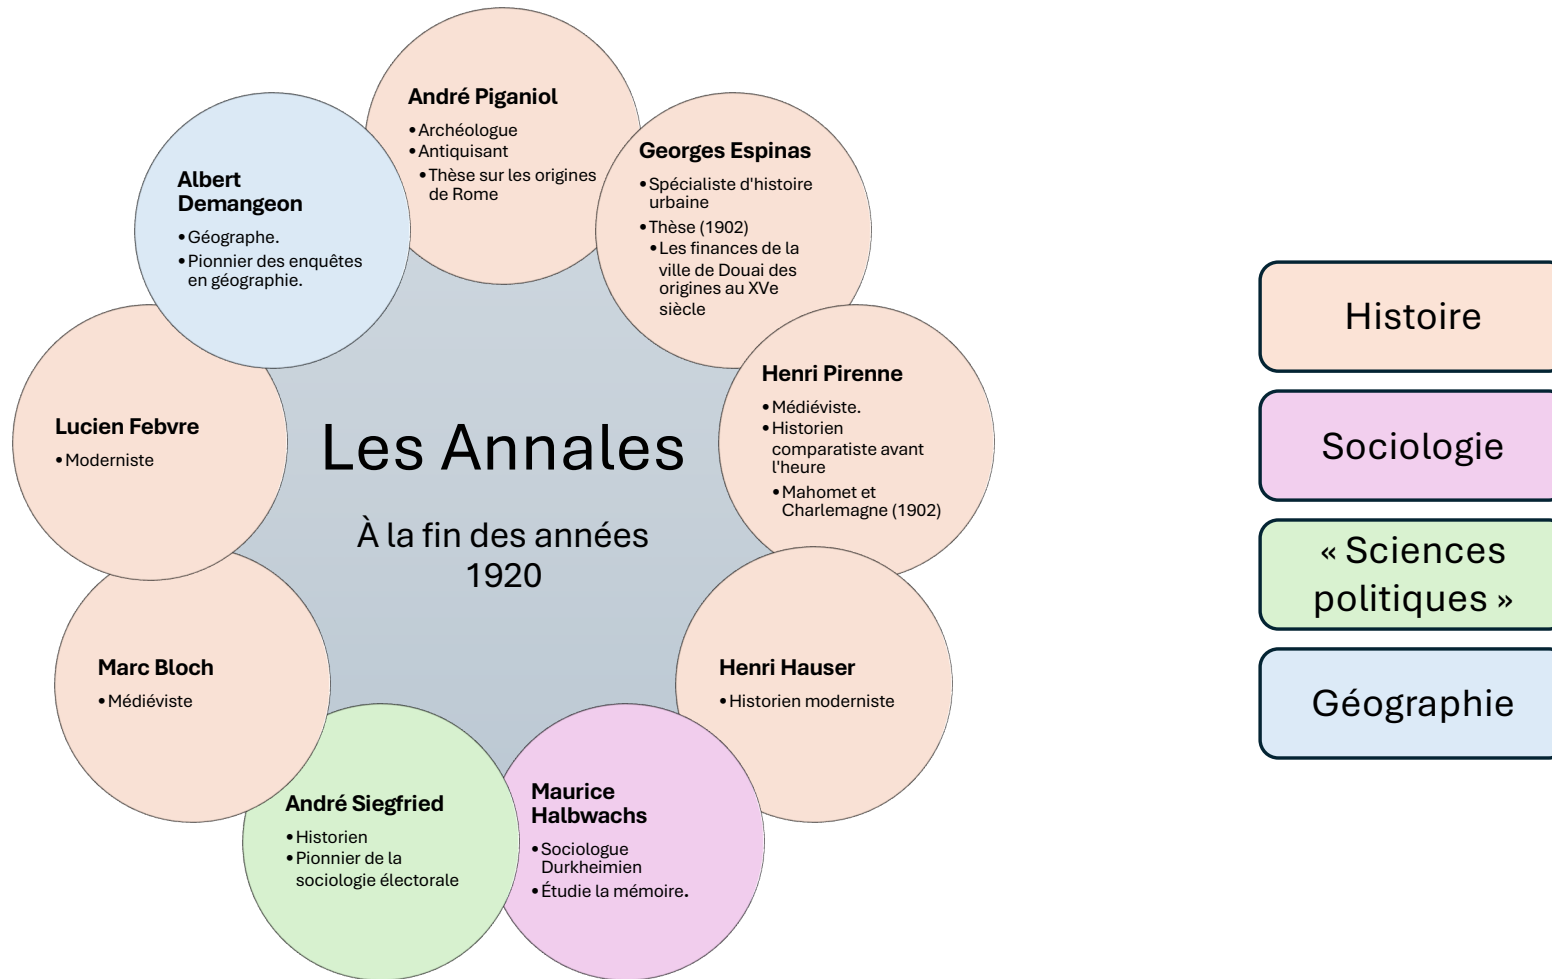 André Piganiol
• Archéologue
• Antiquisant
• Thèse sur les origines
de Rome
Georges Espinas
• Spécialiste d'histoire
urbaine
• Thèse (1902)
• Les finances de la
ville de Douai des
origines au XVe
siècle
Henri Pirenne
• Médiéviste.
• Historien
comparatiste avant
l'heure
• Mahomet et
Charlemagne (1902)
Henri Hauser
• Historien moderniste
Maurice
Halbwachs
• Sociologue
Durkheimien
• Étudie la mémoire.
André Siegfried
• Historien
• Pionnier de la
sociologie électorale
Marc Bloch
• Médiéviste
Lucien Febvre
• Moderniste
Albert
Demangeon
• Géographe.
• Pionnier des enquêtes
en géographie.
Les Annales
À la fin des années
1920
Histoire
Sociologie
« Sciences
politiques »
Géographie